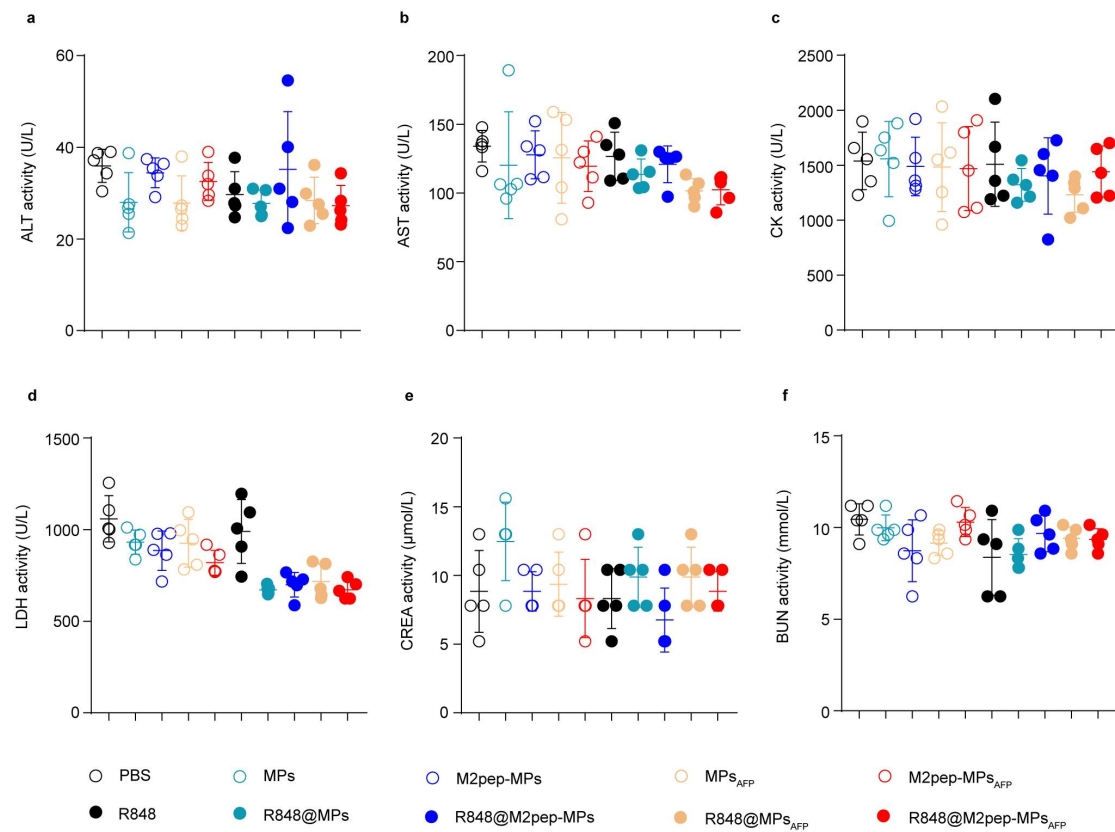 a
b
c
60
40
20
0
ALT activity (U/L)
200
150
100
50
0
AST activity (U/L)
2500
2000
1500
1000
500
0
CK activity (U/L)
d
e
f
1500
1000
500
0
LDH activity (U/L)
20
15
10
5
0
CREA activity (μmol/L)
15
10
5
0
BUN activity (mmol/L)
PBS
MPs
M2pep-MPs
MPsAFP
M2pep-MPsAFP
R848
R848@MPs
R848@M2pep-MPs
R848@MPsAFP
R848@M2pep-MPsAFP